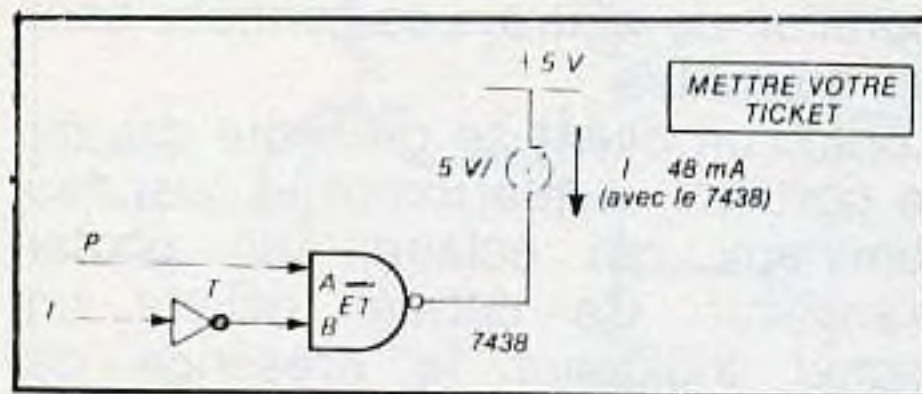 5 V
METTRE VOTRE
TICKET
5 V/
I 48 mA
(avec le 7438)
P
T
A
ET
B
7438